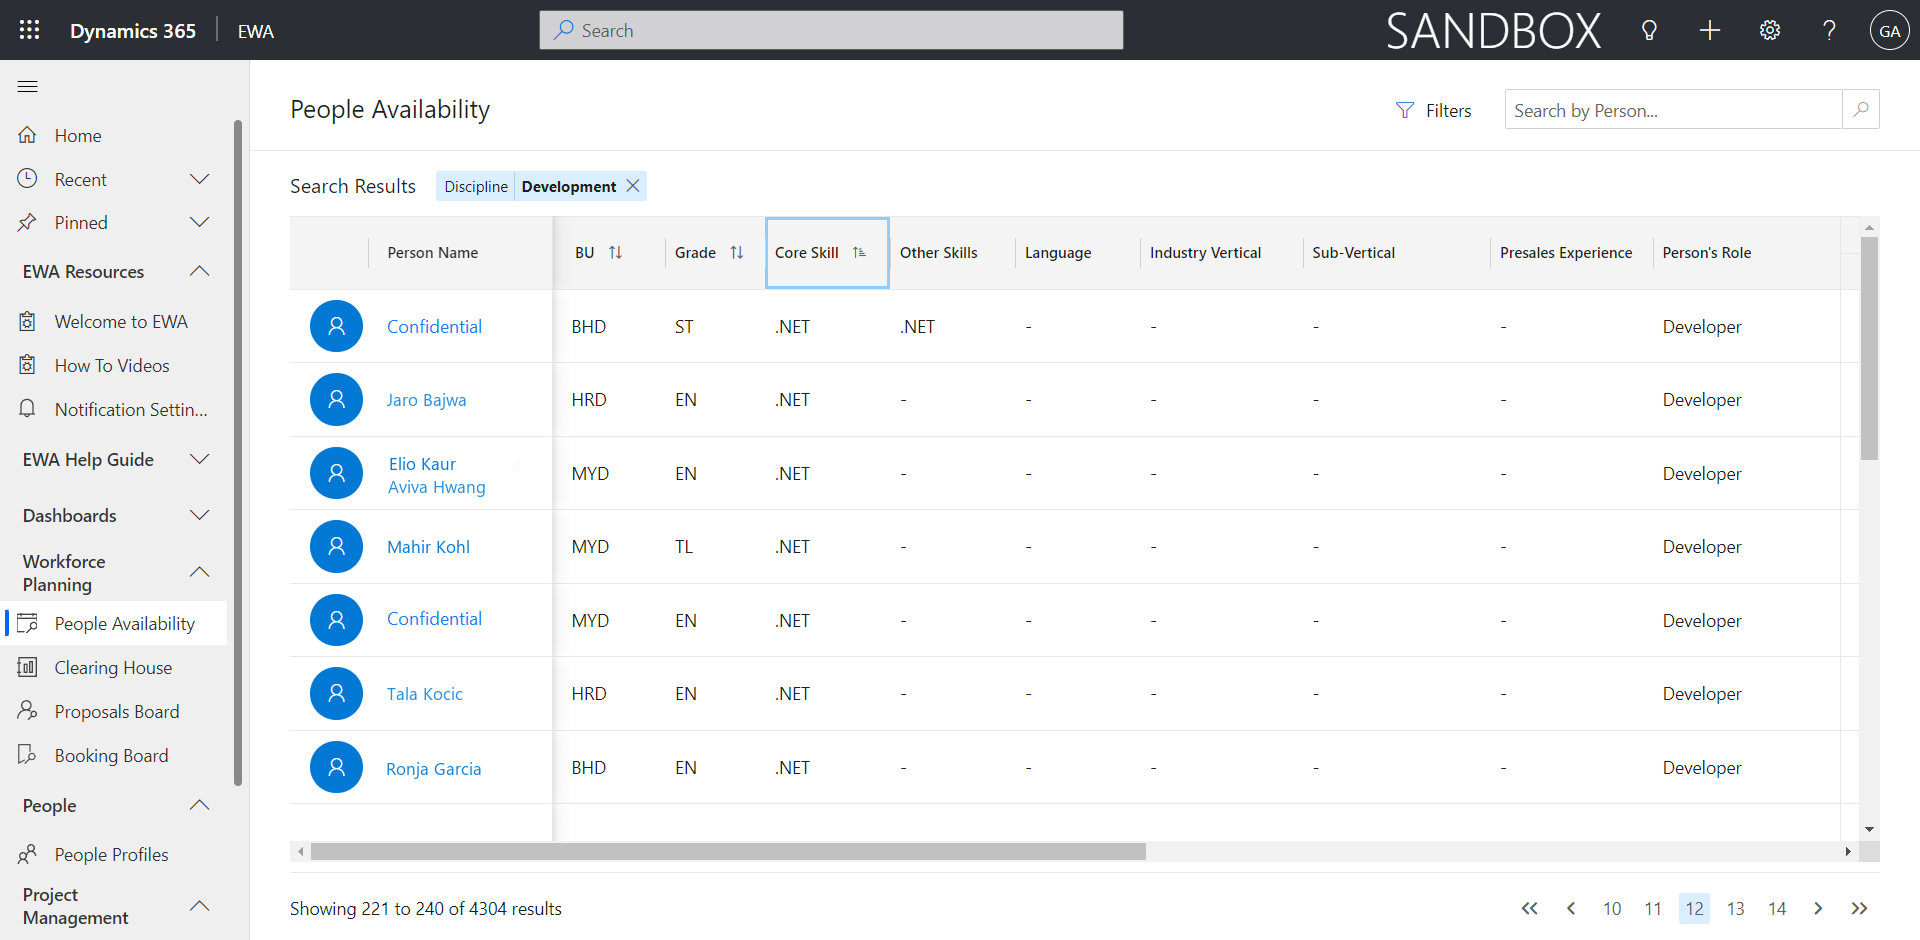 Dynamics 365 EWA Search SANDBOX GA
Home
Recent
Pinned
EWA Resources
Welcome to EWA
How To Videos
Notification Settin...
EWA Help Guide
Dashboards
Workforce
Planning
People Availability
Clearing House
Proposals Board
Booking Board
People
People Profiles
Project
Management
People Availability Filters Search by Person...
Search Results Discipline Development
Person Name BU Grade Core Skill Other Skills Language Industry Vertical Sub-Vertical Presales Experience Person's Role
Confidential BHD ST .NET .NET - - - - Developer
Jaro Bajwa HRD EN .NET - - - - - Developer
Elio Kaur
Aviva Hwang MYD EN .NET - - - - - Developer
Mahir Kohl MYD TL .NET - - - - - Developer
Confidential MYD EN .NET - - - - - Developer
Tala Kocic HRD EN .NET - - - - - Developer
Ronja Garcia BHD EN .NET - - - - - Developer
Showing 221 to 240 of 4304 results 10 11 12 13 14